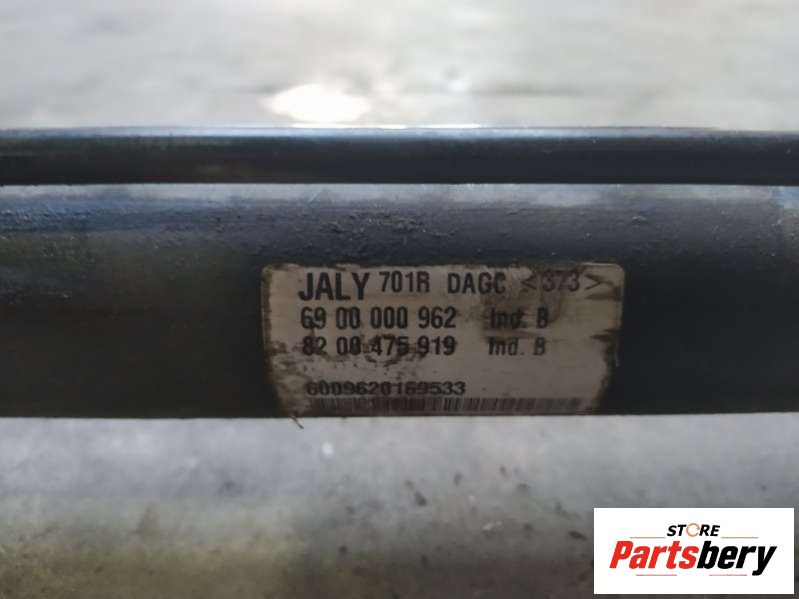 JALY 701R DAGC <373>
69 00 000 962 Ind. B
82 00 475 919 Ind. B
6009620169533
STORE
Partsbery